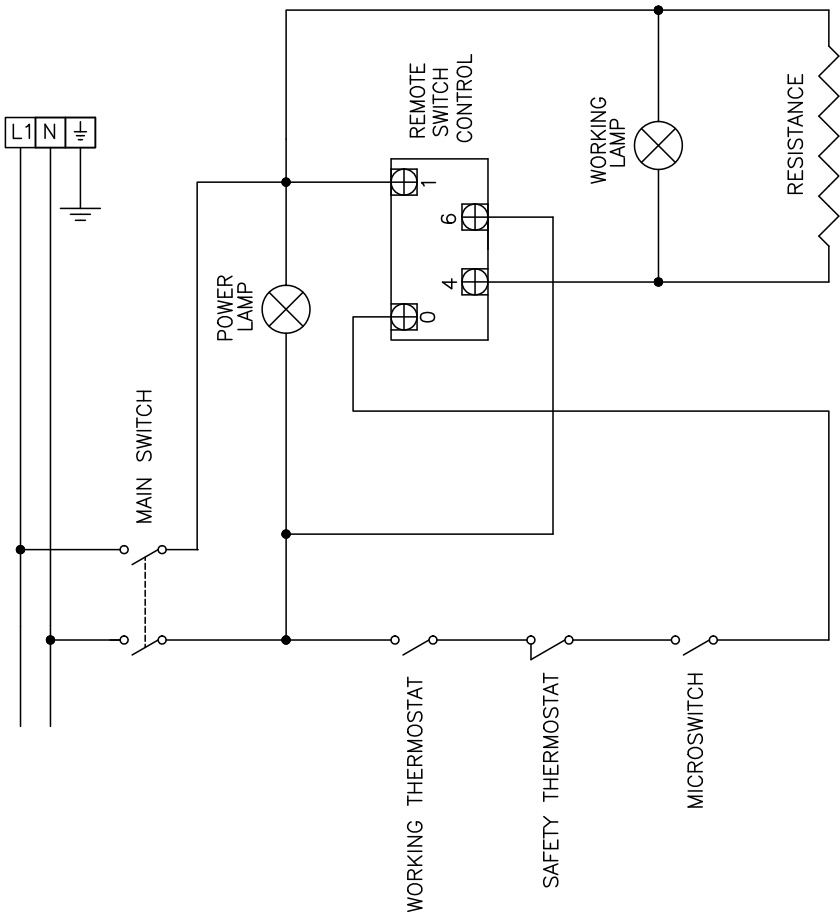 L1 N
REMOTE
SWITCH
CONTROL
WORKING
LAMP
RESISTANCE
1
6
4
0
POWER
LAMP
MAIN SWITCH
WORKING THERMOSTAT
SAFETY THERMOSTAT
MICROSWITCH